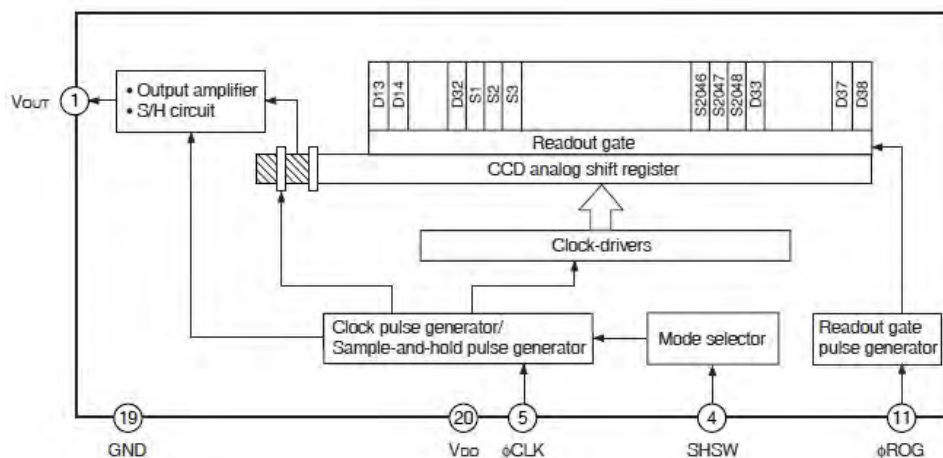 D13
D14
D32
S1
S2
S3
S2046
S2047
S2048
D33
D37
D38
VOUT
1
• Output amplifier
• S/H circuit
Readout gate
CCD analog shift register
Clock-drivers
Clock pulse generator/
Sample-and-hold pulse generator
Mode selector
Readout gate
pulse generator
19
20
5
4
11
GND
VDD
ϕCLK
SHSW
ϕROG